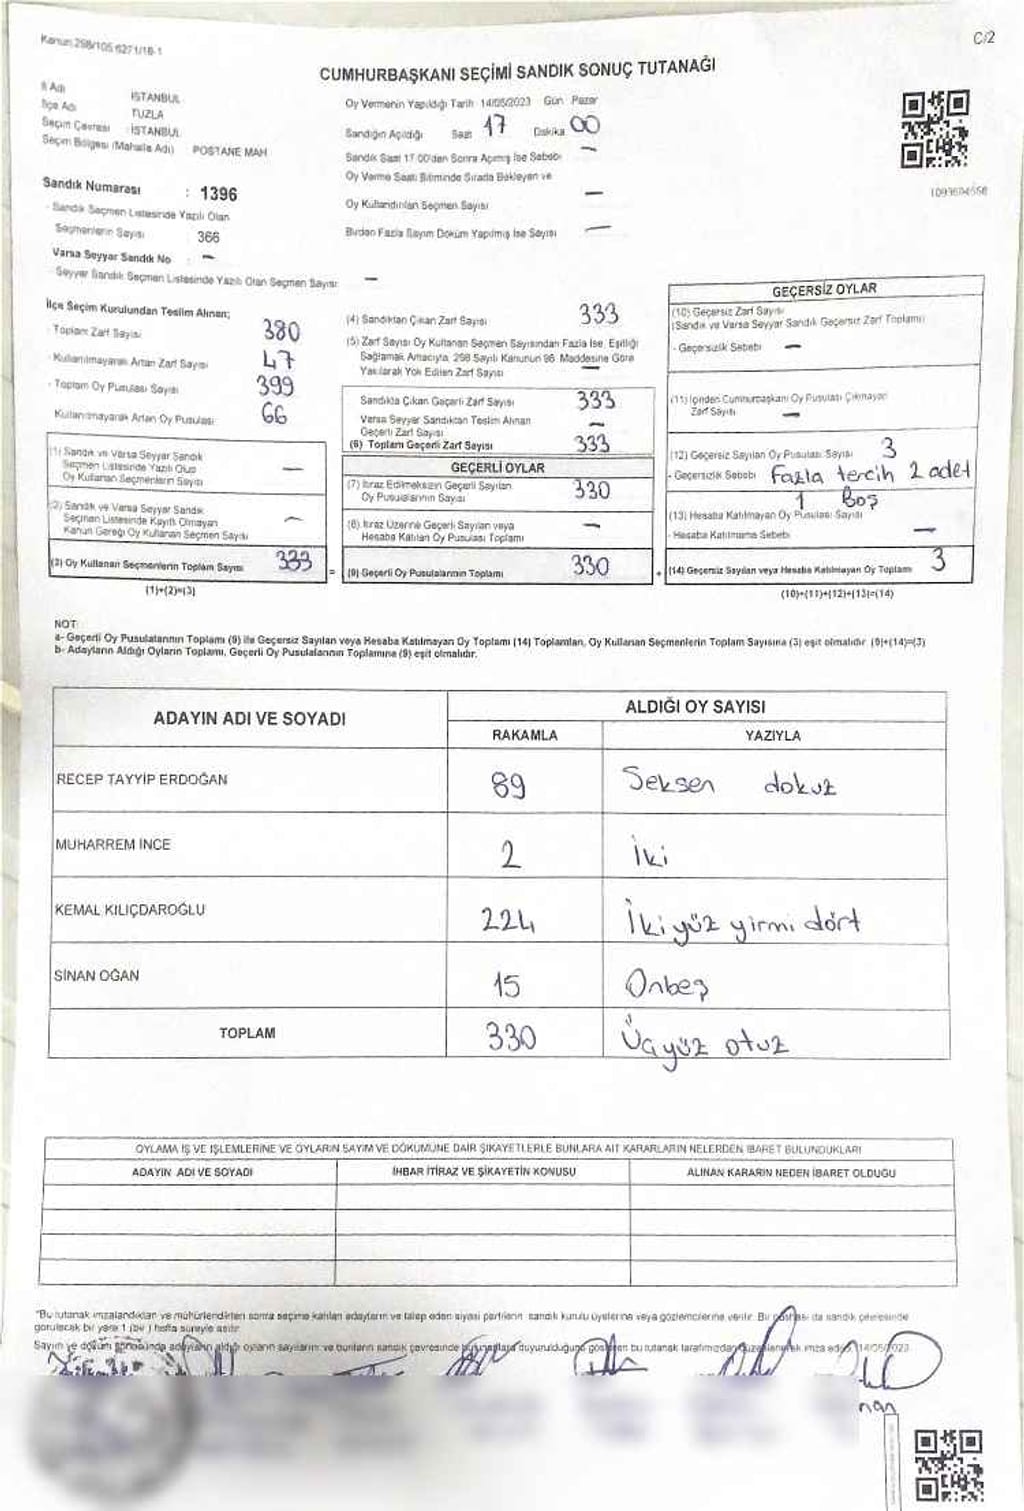 Kanun 298/105 6271/18-1
C/2
CUMHURBAŞKANI SEÇİMİ SANDIK SONUÇ TUTANAĞI
İl Adı İSTANBUL
İlçe Adı TUZLA
Seçim Çevresi : İSTANBUL
Seçim Bölgesi (Mahalle Adı) POSTANE MAH
Sandık Numarası : 1396
- Sandık Seçmen Listesinde Yazılı Olan
Seçmenlerin Sayısı 366
Varsa Seyyar Sandık No : —
- Seyyar Sandık Seçmen Listesinde Yazılı Olan Seçmen Sayısı —
Oy Vermenin Yapıldığı Tarih 14/05/2023 Gün Pazar
Sandığın Açıldığı Saat 17 Dakika 00
Sandık Saat 17 00'den Sonra Açılmış İse Sebebi —
Oy Verme Saati Bitiminde Sırada Bekleyen ve
Oy Kullandırılan Seçmen Sayısı —
Birden Fazla Sayım Döküm Yapılmış İse Sayısı —
İlçe Seçim Kurulundan Teslim Alınan;
- Toplam Zarf Sayısı 380
- Kullanılmayarak Artan Zarf Sayısı 47
- Toplam Oy Pusulası Sayısı 399
Kullanılmayarak Artan Oy Pusulası 66
(1) Sandık ve Varsa Seyyar Sandık
Seçmen Listesinde Yazılı Olup
Oy Kullanan Seçmenlerin Sayısı —
(2) Sandık ve Varsa Seyyar Sandık
Seçmen Listesinde Kayıtlı Olmayan
Kanun Gereği Oy Kullanan Seçmen Sayısı —
(3) Oy Kullanan Seçmenlerin Toplam Sayısı 333
(1)+(2)=(3)
(4) Sandıktan Çıkan Zarf Sayısı 333
(5) Zarf Sayısı Oy Kullanan Seçmen Sayısından Fazla İse, Eşitliği
Sağlamak Amacıyla, 298 Sayılı Kanunun 98. Maddesine Göre
Yakılarak Yok Edilen Zarf Sayısı —
Sandıkta Çıkan Geçerli Zarf Sayısı 333
Varsa Seyyar Sandıktan Teslim Alınan
Geçerli Zarf Sayısı —
(6) Toplam Geçerli Zarf Sayısı 333
GEÇERLİ OYLAR
(7) İtiraz Edilmeksizin Geçerli Sayılan
Oy Pusulalarının Sayısı 330
(8) İtiraz Üzerine Geçerli Sayılan veya
Hesaba Katılan Oy Pusulası Toplamı —
= (9) Geçerli Oy Pusulalarının Toplamı 330
GEÇERSİZ OYLAR
(10) Geçersiz Zarf Sayısı
(Sandık ve Varsa Seyyar Sandık Geçersiz Zarf Toplamı)
- Geçersizlik Sebebi —
(11) İçinden Cumhurbaşkanı Oy Pusulası Çıkmayan
Zarf Sayısı —
(12) Geçersiz Sayılan Oy Pusulası Sayısı 3
- Geçersizlik Sebebi Fazla tercih 2 adet
1 Boş
(13) Hesaba Katılmayan Oy Pusulası Sayısı
- Hesaba Katılmama Sebebi —
+ (14) Geçersiz Sayılan veya Hesaba Katılmayan Oy Toplamı 3
(10)+(11)+(12)+(13)=(14)
NOT:
a- Geçerli Oy Pusulalarının Toplamı (9) ile Geçersiz Sayılan veya Hesaba Katılmayan Oy Toplamı (14) Toplamları, Oy Kullanan Seçmenlerin Toplam Sayısına (3) eşit olmalıdır (9)+(14)=(3)
b- Adayların Aldığı Oyların Toplamı, Geçerli Oy Pusulalarının Toplamına (9) eşit olmalıdır.
ADAYIN ADI VE SOYADI ALDIĞI OY SAYISI
RAKAMLA YAZIYLA
RECEP TAYYİP ERDOĞAN 89 Seksen dokuz
MUHARREM İNCE 2 İki
KEMAL KILIÇDAROĞLU 224 İki yüz yirmi dört
SİNAN OĞAN 15 Onbeş
TOPLAM 330 Üç yüz otuz
OYLAMA İŞ VE İŞLEMLERİNE VE OYLARIN SAYIM VE DÖKÜMÜNE DAİR ŞİKAYETLERLE BUNLARA AİT KARARLARIN NELERDEN İBARET BULUNDUKLARI
ADAYIN ADI VE SOYADI İHBAR İTİRAZ VE ŞİKAYETİN KONUSU ALINAN KARARIN NEDEN İBARET OLDUĞU
"Bu tutanak imzalandıktan ve mühürlendikten sonra seçime katılan adayların ve talep eden siyasi partilerin sandık kurulu üyelerine veya gözlemcilerine verilir. Bir da sandık çevresinde
görülecek bir yere 1 (bir) hafta süreyle asılır
Sayım ve döküm sonucunda adayların aldığı oyların sayılarını ve bunların sandık çevresinde duyurulduğunu gösteren bu tutanak tarafımızdan imza 14/05/2023